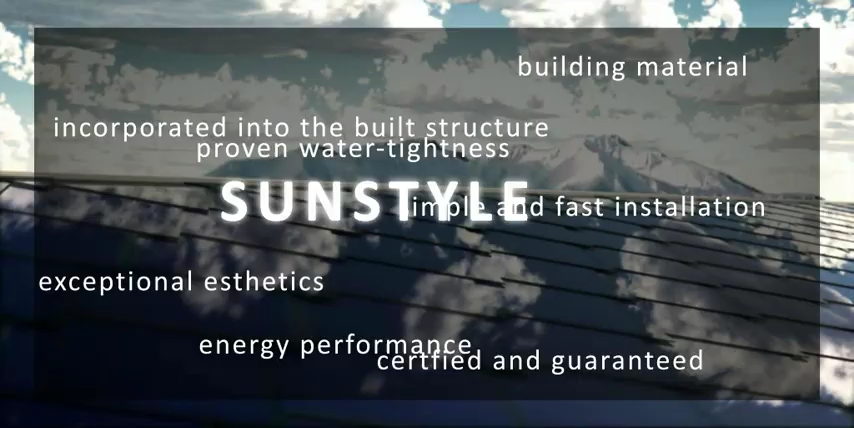 building material
incorporated into the built structure
proven water-tightness
SUNSTYLE
simple and fast installation
exceptional esthetics
energy performance
certfied and guaranteed